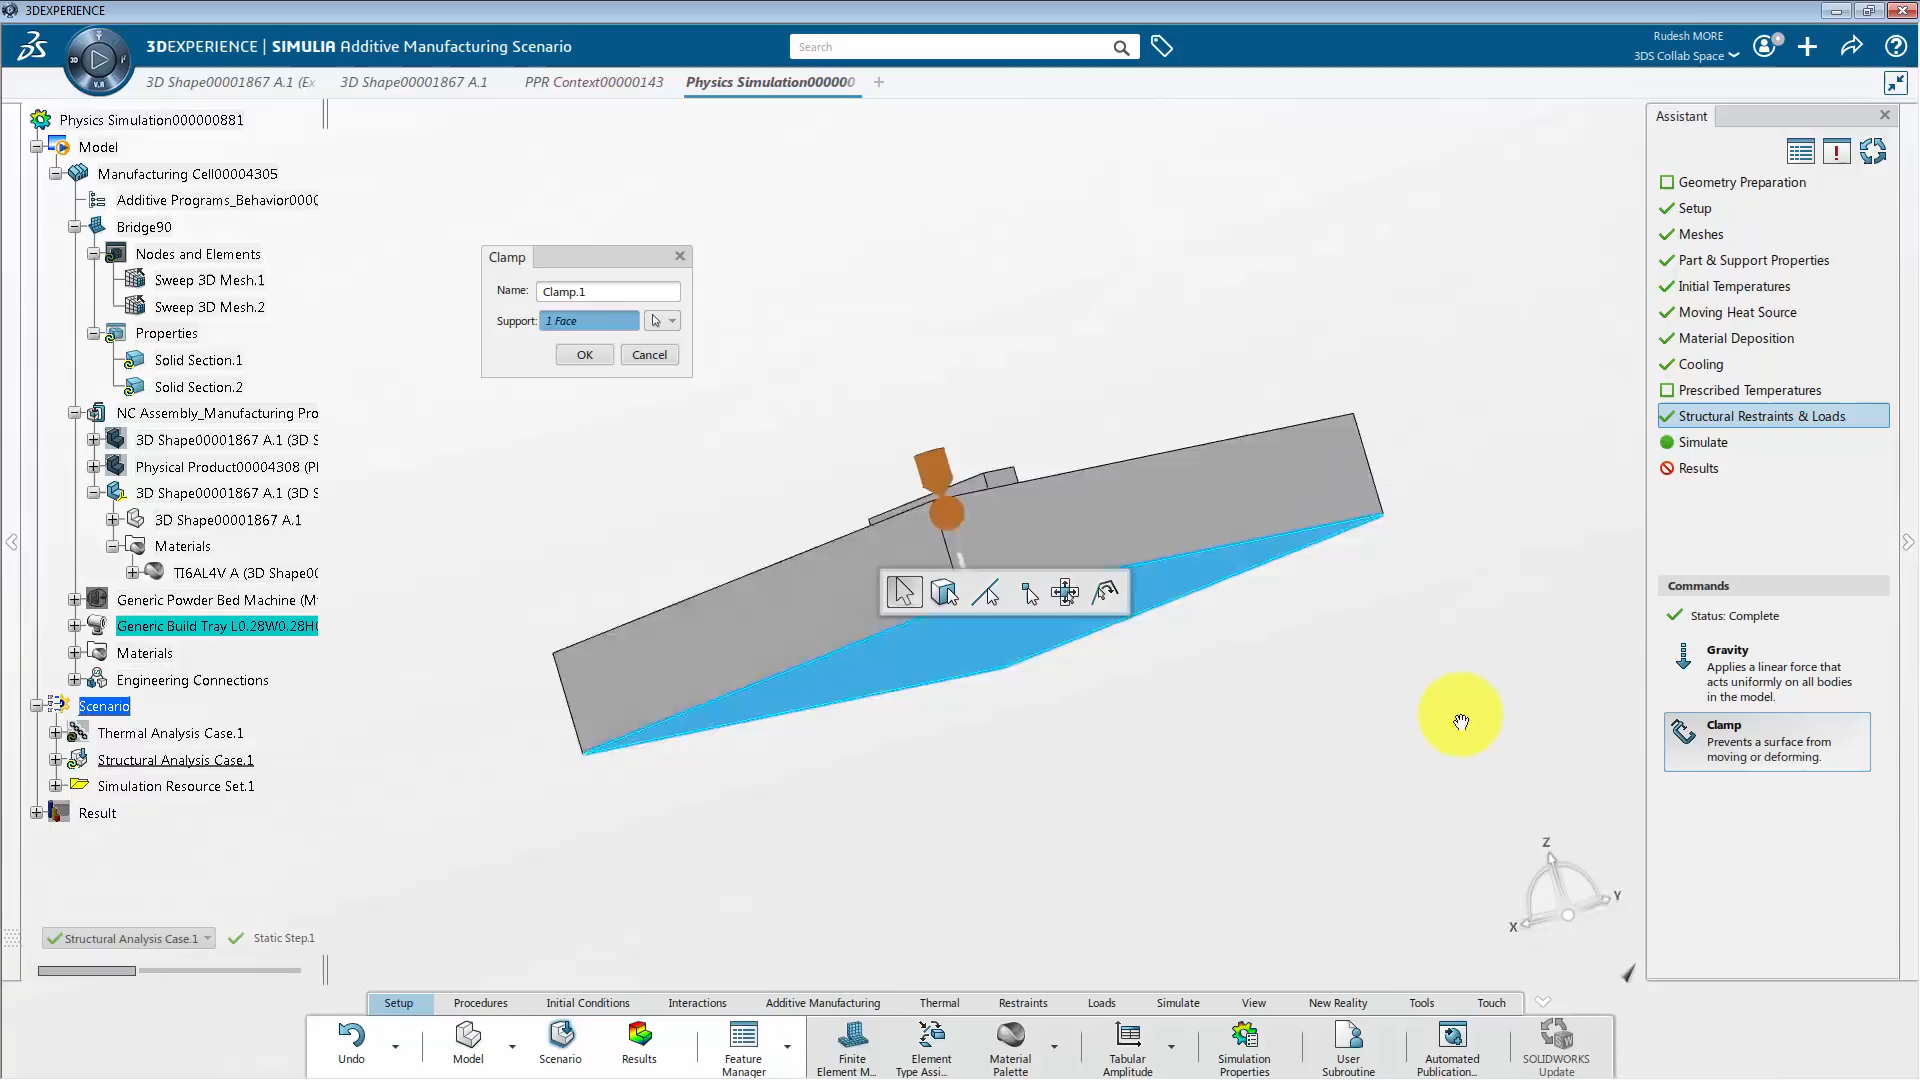 3DEXPERIENCE
3DEXPERIENCE | SIMULIA Additive Manufacturing Scenario
Search
Rudesh MORE
3DS Collab Space
3D
V.R
3D Shape00001867 A.1 (Ex
3D Shape00001867 A.1
PPR Context00000143
Physics Simulation000000
Physics Simulation000000881
Model
Manufacturing Cell00004305
Additive Programs_Behavior0000
Bridge90
Nodes and Elements
Sweep 3D Mesh.1
Sweep 3D Mesh.2
Properties
Solid Section.1
Solid Section.2
NC Assembly_Manufacturing Pro
3D Shape00001867 A.1 (3D S
Physical Product00004308 (Pl
3D Shape00001867 A.1 (3D S
3D Shape00001867 A.1
Materials
TI6AL4V A (3D Shape00
Generic Powder Bed Machine (M
Generic Build Tray L0.28W0.28H
Materials
Engineering Connections
Scenario
Thermal Analysis Case.1
Structural Analysis Case.1
Simulation Resource Set.1
Result
Structural Analysis Case.1
Static Step.1
Clamp
Name: Clamp.1
Support: 1 Face
OK
Cancel
Z
Y
X
Assistant
Geometry Preparation
Setup
Meshes
Part & Support Properties
Initial Temperatures
Moving Heat Source
Material Deposition
Cooling
Prescribed Temperatures
Structural Restraints & Loads
Simulate
Results
Commands
Status: Complete
Gravity
Applies a linear force that
acts uniformly on all bodies
in the model.
Clamp
Prevents a surface from
moving or deforming.
Setup
Procedures
Initial Conditions
Interactions
Additive Manufacturing
Thermal
Restraints
Loads
Simulate
View
New Reality
Tools
Touch
Undo
Model
Scenario
Results
Feature
Manager
Finite
Element M...
Element
Type Assi...
Material
Palette
Tabular
Amplitude
Simulation
Properties
User
Subroutine
Automated
Publication...
SOLIDWORKS
Update